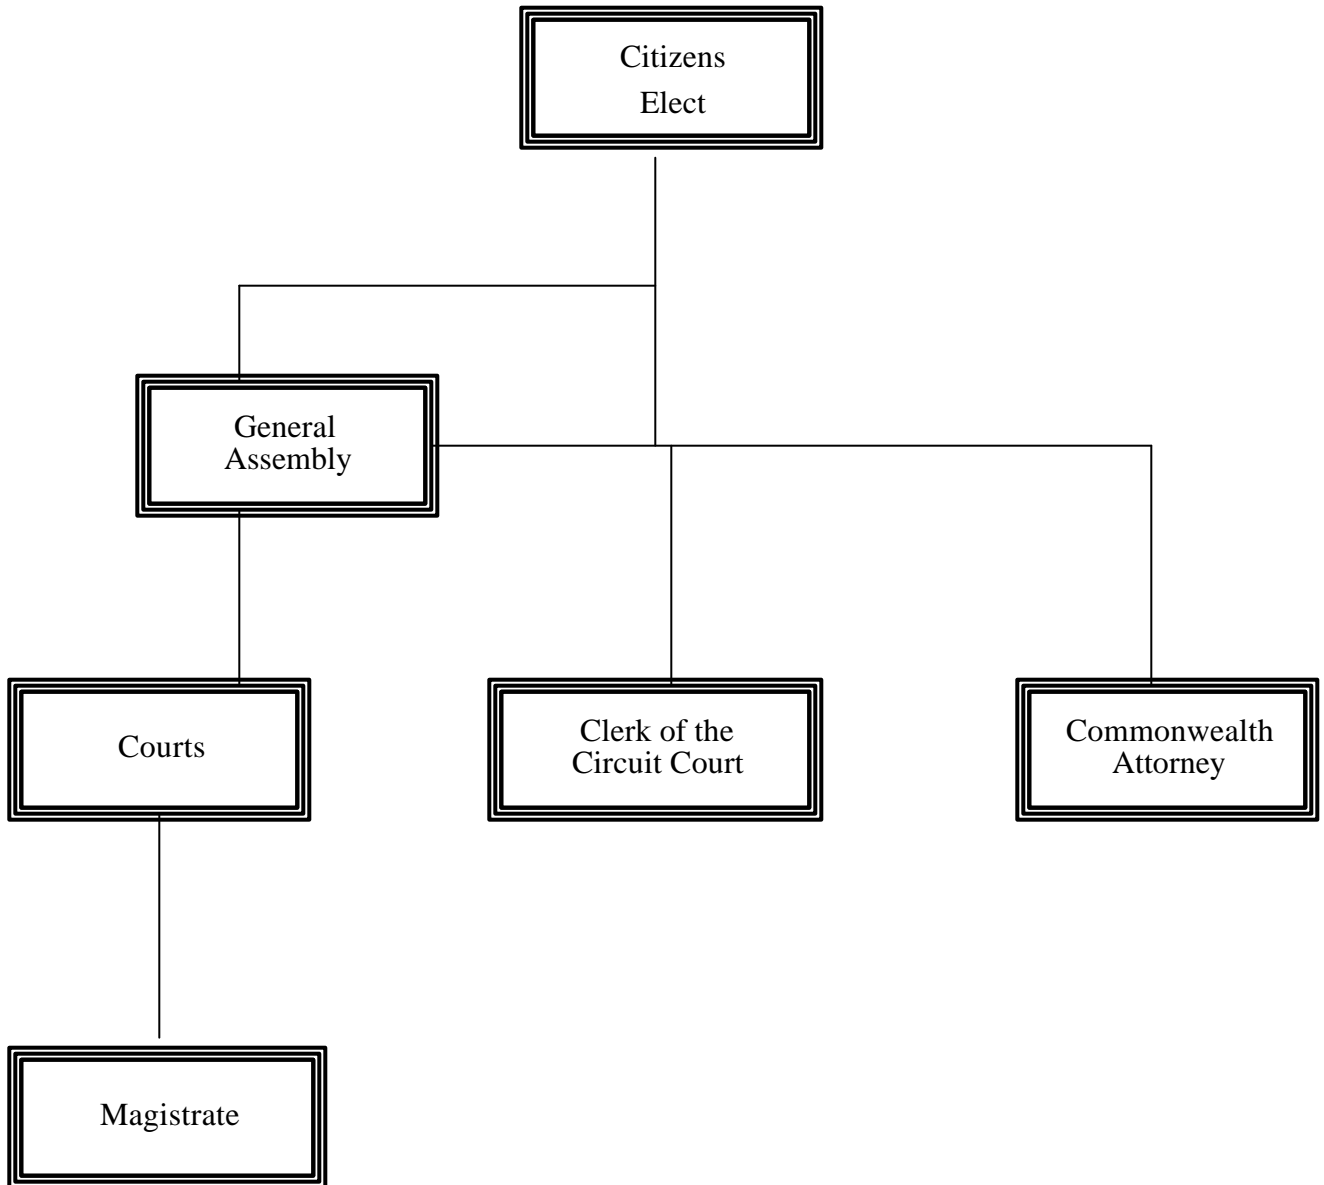 Citizens
Elect
General
Assembly
Courts
Clerk of the
Circuit Court
Commonwealth
Attorney
Magistrate